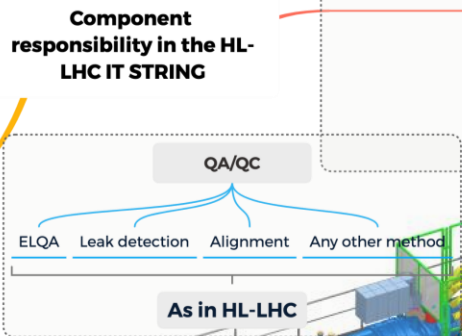 Component
responsibility in the HL-
LHC IT STRING
QA/QC
ELQA Leak detection Alignment Any other method
As in HL-LHC